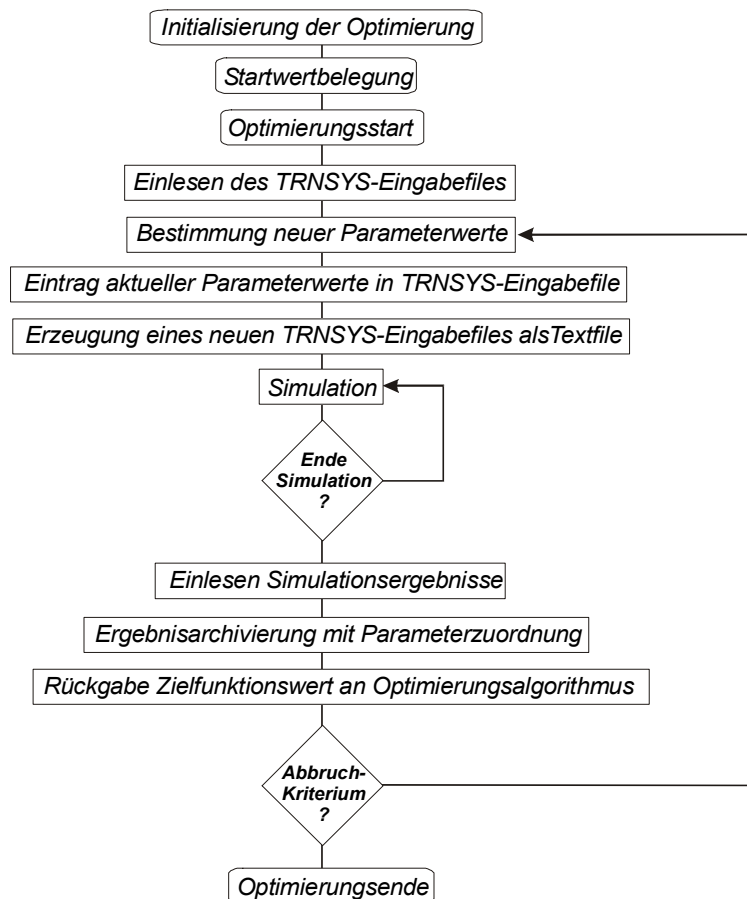 Initialisierung der Optimierung
Startwertbelegung
Optimierungsstart
Einlesen des TRNSYS-Eingabefiles
Bestimmung neuer Parameterwerte
Eintrag aktueller Parameterwerte in TRNSYS-Eingabefile
Erzeugung eines neuen TRNSYS-Eingabefiles alsTextfile
Simulation
Ende
Simulation
?
Einlesen Simulationsergebnisse
Ergebnisarchivierung mit Parameterzuordnung
Rückgabe Zielfunktionswert an Optimierungsalgorithmus
Abbruch-
Kriterium
?
Optimierungsende